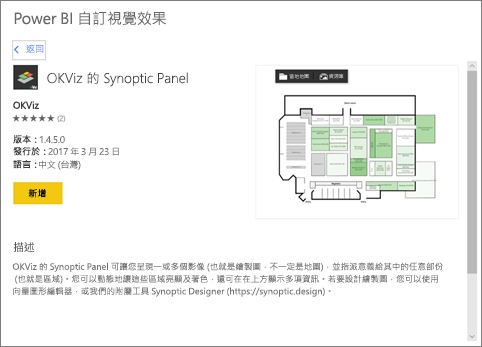 Power BI 自訂視覺效果
返回
OKViz 的 Synoptic Panel
OKViz
(2)
版本：1.4.5.0
發行於：2017 年 3 月 23 日
語言：中文 (台灣)
新增
當地地圖 資源庫
描述
OKViz 的 Synoptic Panel 可讓您呈現一或多個影像 (也就是繪製圖，不一定是地圖)，並指派意義給其中的任意部份
(也就是區域)。您可以動態地讓這些區域亮顯及著色，還可在在上方顯示多項資訊。若要設計繪製圖，您可以使用
向量圖形編輯器，或我們的附屬工具 Synoptic Designer (https://synoptic.design)。